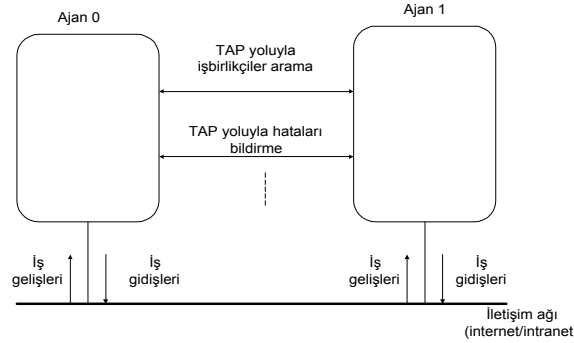 Ajan 0
Ajan 1
TAP yoluyla
işbirlikçiler arama
TAP yoluyla hataları
bildirme
İş
gelişleri
İş
gidişleri
İş
gelişleri
İş
gidişleri
İletişim ağı
(internet/intranet